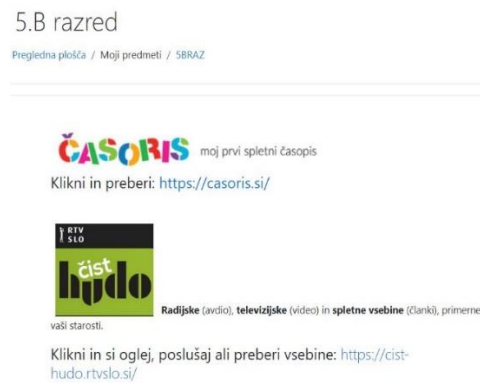 5.B razred
Pregledna plošča / Moji predmeti / 5BRAZ
ČASORIS moj prvi spletni časopis
Klikni in preberi: https://casoris.si/
RTV
SLO
čist
hudo
Radijske (avdio), televizijske (video) in spletne vsebine (članki), primerne
vaši starosti.
Klikni in si oglej, poslušaj ali preberi vsebine: https://cist-
hudo.rtvslo.si/